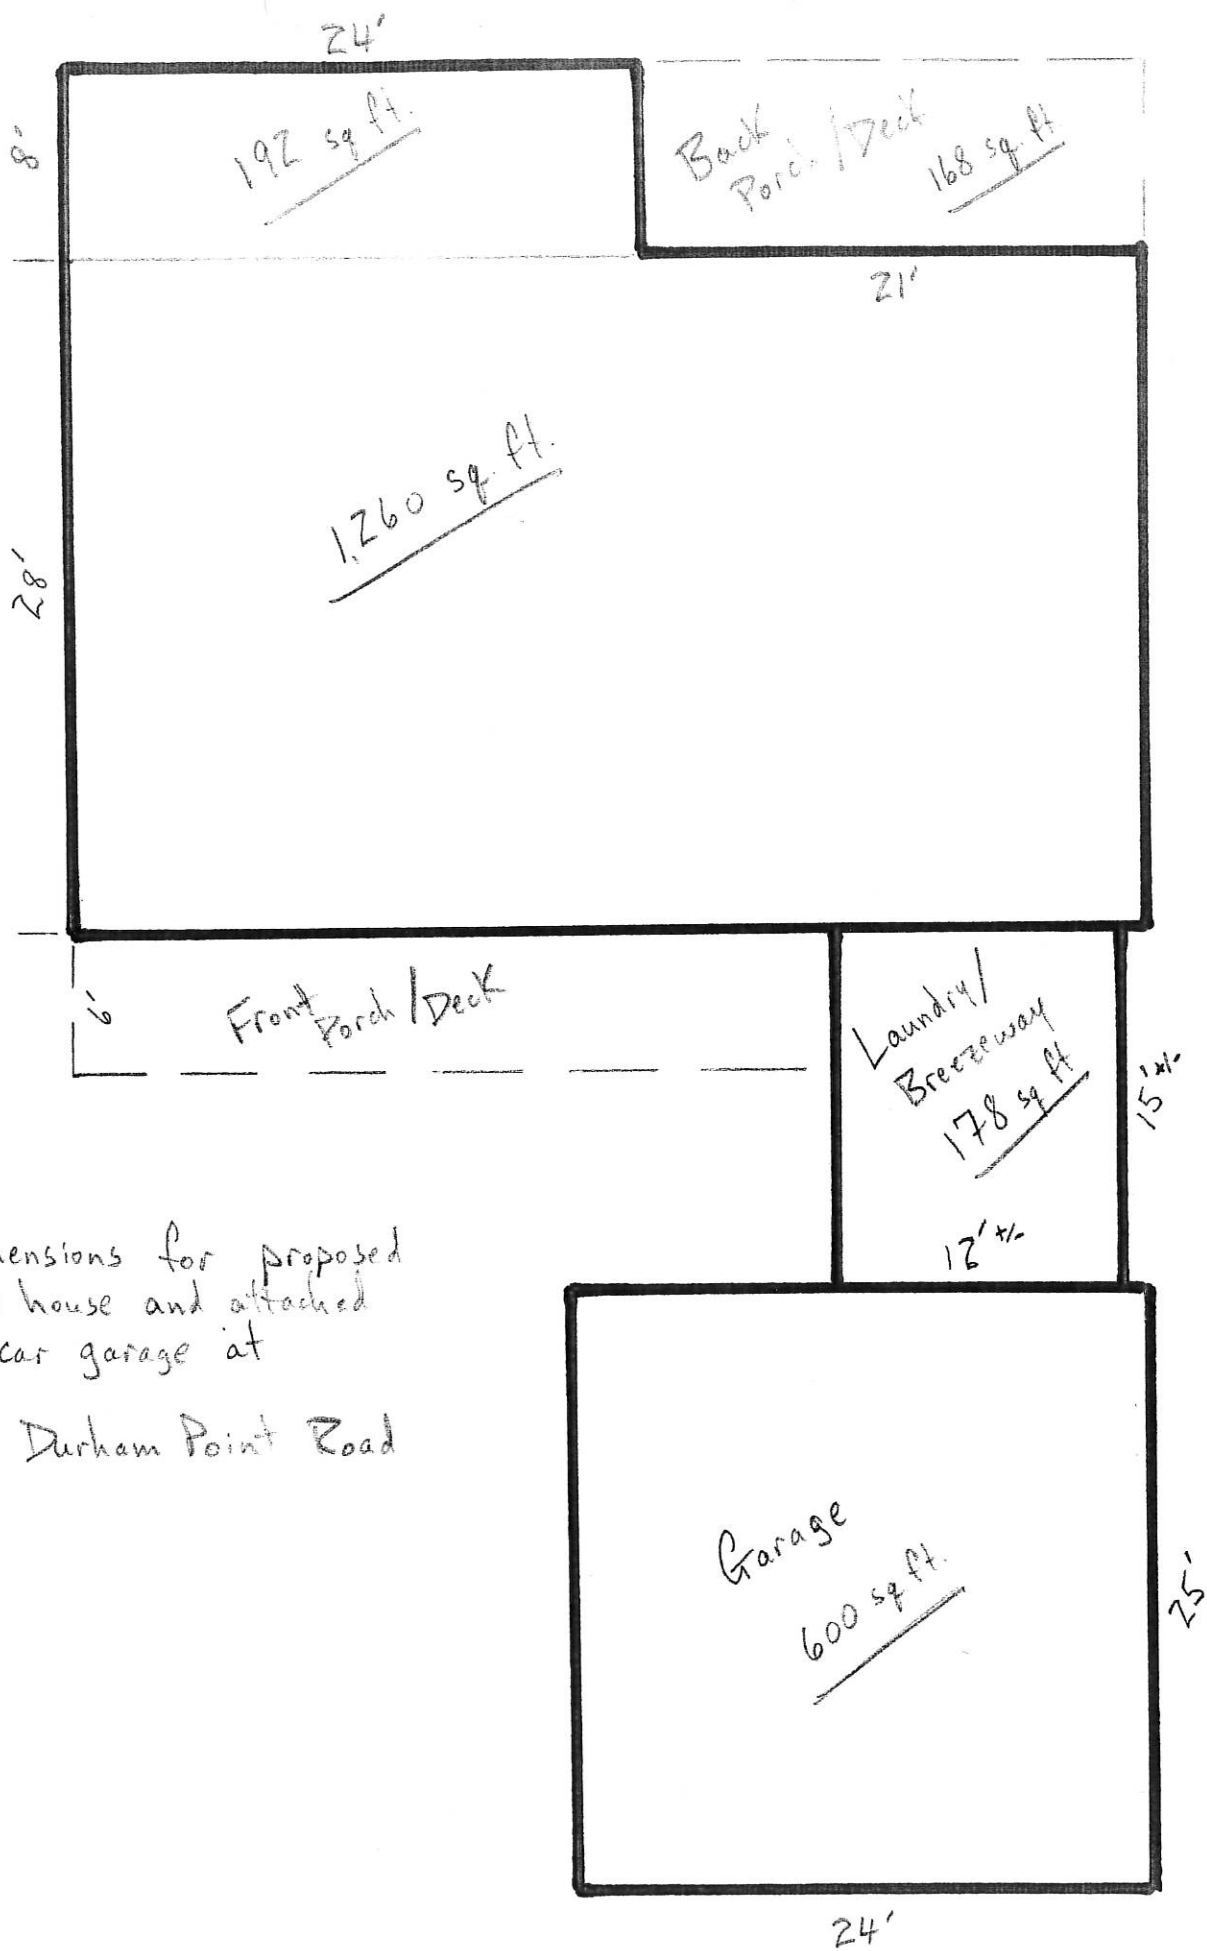 24'
8'
192 sq ft.
Back
Porch/Deck
168 sq. ft
21'
1,260 sq. ft.
28'
6'
Front
Porch/Deck
Laundry/
Breezeway
178 sq ft
15' +/-
12' +/-
ensions for proposed
house and attached
car garage at
Durham Point Road
Garage
600 sq ft.
25'
24'